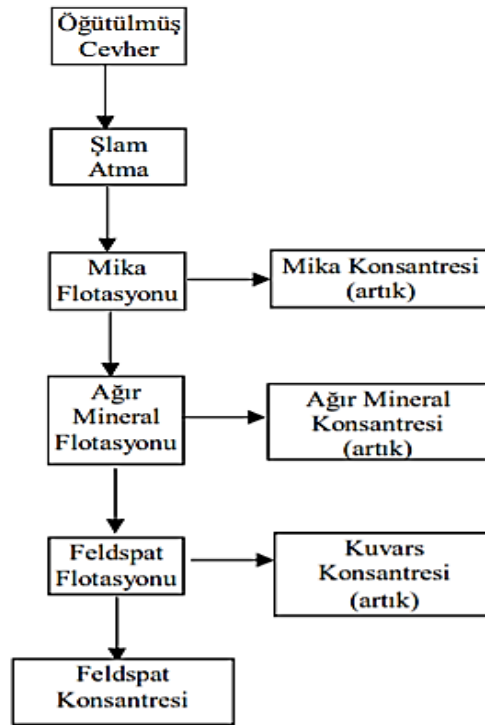 Öğütülmüş
Cevher
Şlam
Atma
Mika
Flotasyonu
Mika Konsantresi
(artık)
Ağır
Mineral
Flotasyonu
Ağır Mineral
Konsantresi
(artık)
Feldspat
Flotasyonu
Kuvars
Konsantresi
(artık)
Feldspat
Konsantresi